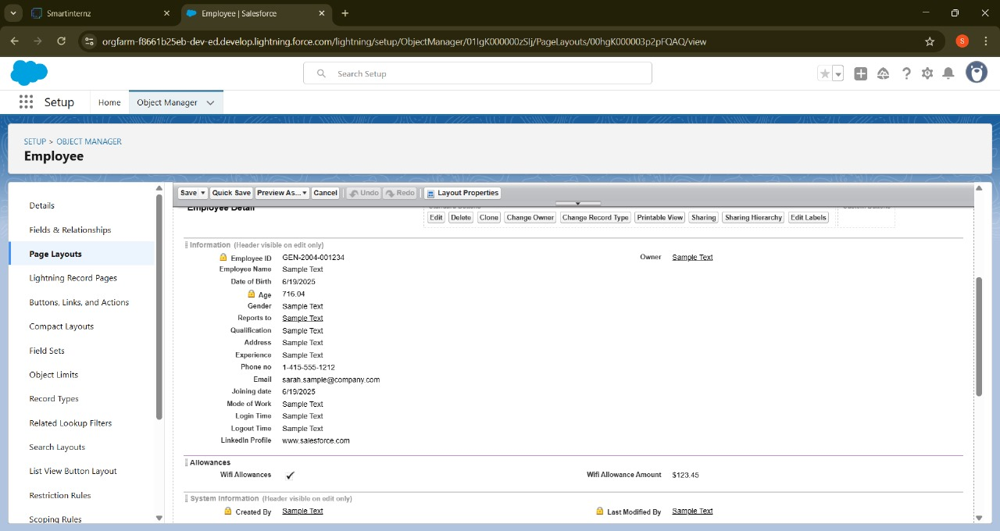 Smartinternz
Employee | Salesforce
orgfarm-f8661b25eb-dev-ed.develop.lightning.force.com/lightning/setup/ObjectManager/01IgK000000zSlj/PageLayouts/00hgK000003p2pFQAQ/view
S
Search Setup
Setup Home Object Manager
SETUP > OBJECT MANAGER
Employee
Details
Fields & Relationships
Page Layouts
Lightning Record Pages
Buttons, Links, and Actions
Compact Layouts
Field Sets
Object Limits
Record Types
Related Lookup Filters
Search Layouts
List View Button Layout
Restriction Rules
Scoping Rules
Save Quick Save Preview As... Cancel Undo Redo Layout Properties
Employee Detail Standard Buttons Custom Buttons
Edit Delete Clone Change Owner Change Record Type Printable View Sharing Sharing Hierarchy Edit Labels
Information (Header visible on edit only)
Employee ID GEN-2004-001234 Owner Sample Text
Employee Name Sample Text
Date of Birth 6/19/2025
Age 716.04
Gender Sample Text
Reports to Sample Text
Qualification Sample Text
Address Sample Text
Experience Sample Text
Phone no 1-415-555-1212
Email sarah.sample@company.com
Joining date 6/19/2025
Mode of Work Sample Text
Login Time Sample Text
Logout Time Sample Text
LinkedIn Profile www.salesforce.com
Allowances
Wifi Allowances ✓ Wifi Allowance Amount $123.45
System Information (Header visible on edit only)
Created By Sample Text Last Modified By Sample Text